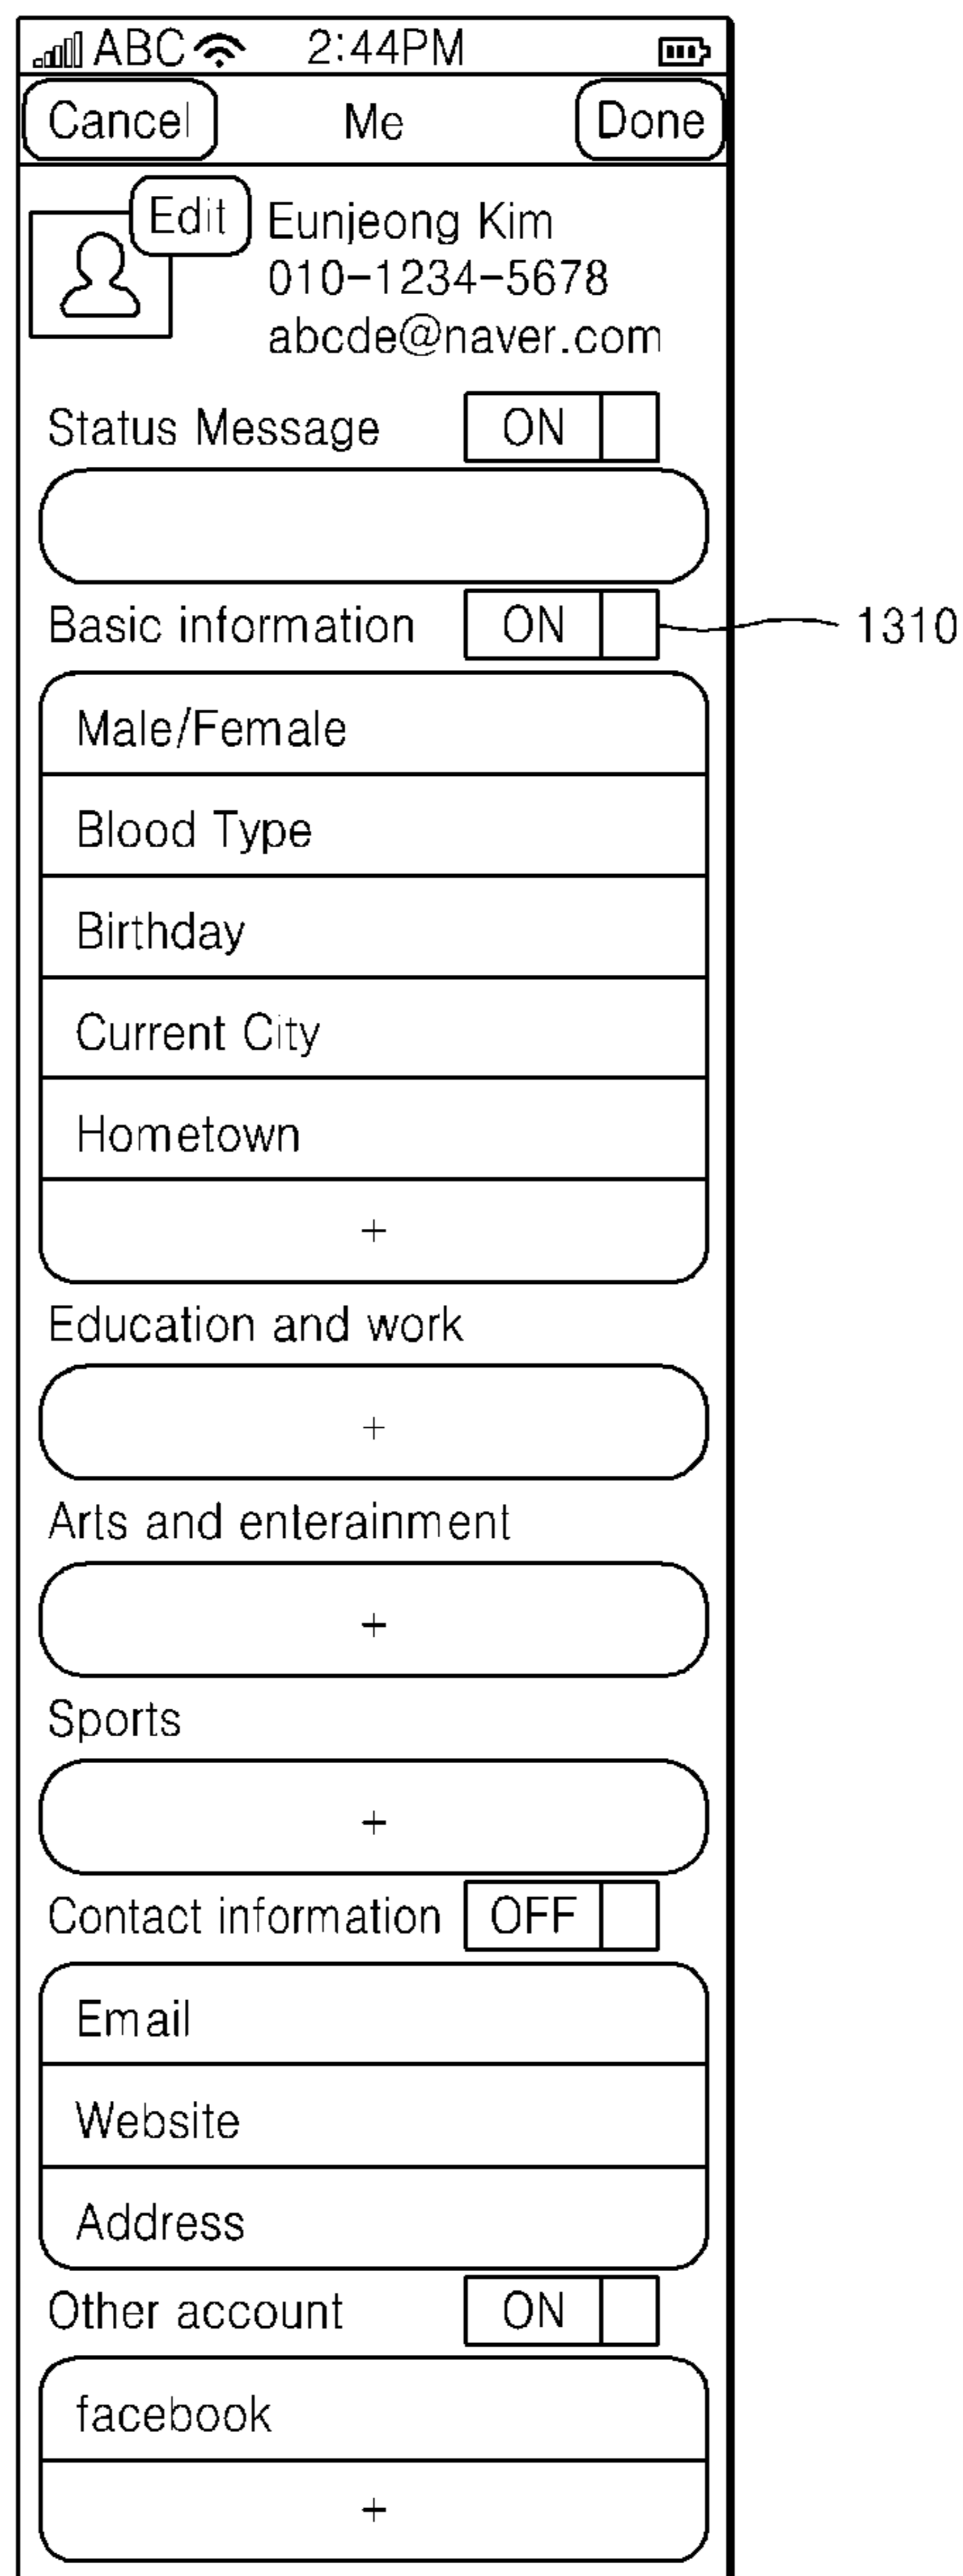 ABC 2:44PM
Cancel Me Done
Edit
Eunjeong Kim
010-1234-5678
abcde@naver.com
Status Message ON
Basic information ON 1310
Male/Female
Blood Type
Birthday
Current City
Hometown
+
Education and work
+
Arts and enterainment
+
Sports
+
Contact information OFF
Email
Website
Address
Other account ON
facebook
+